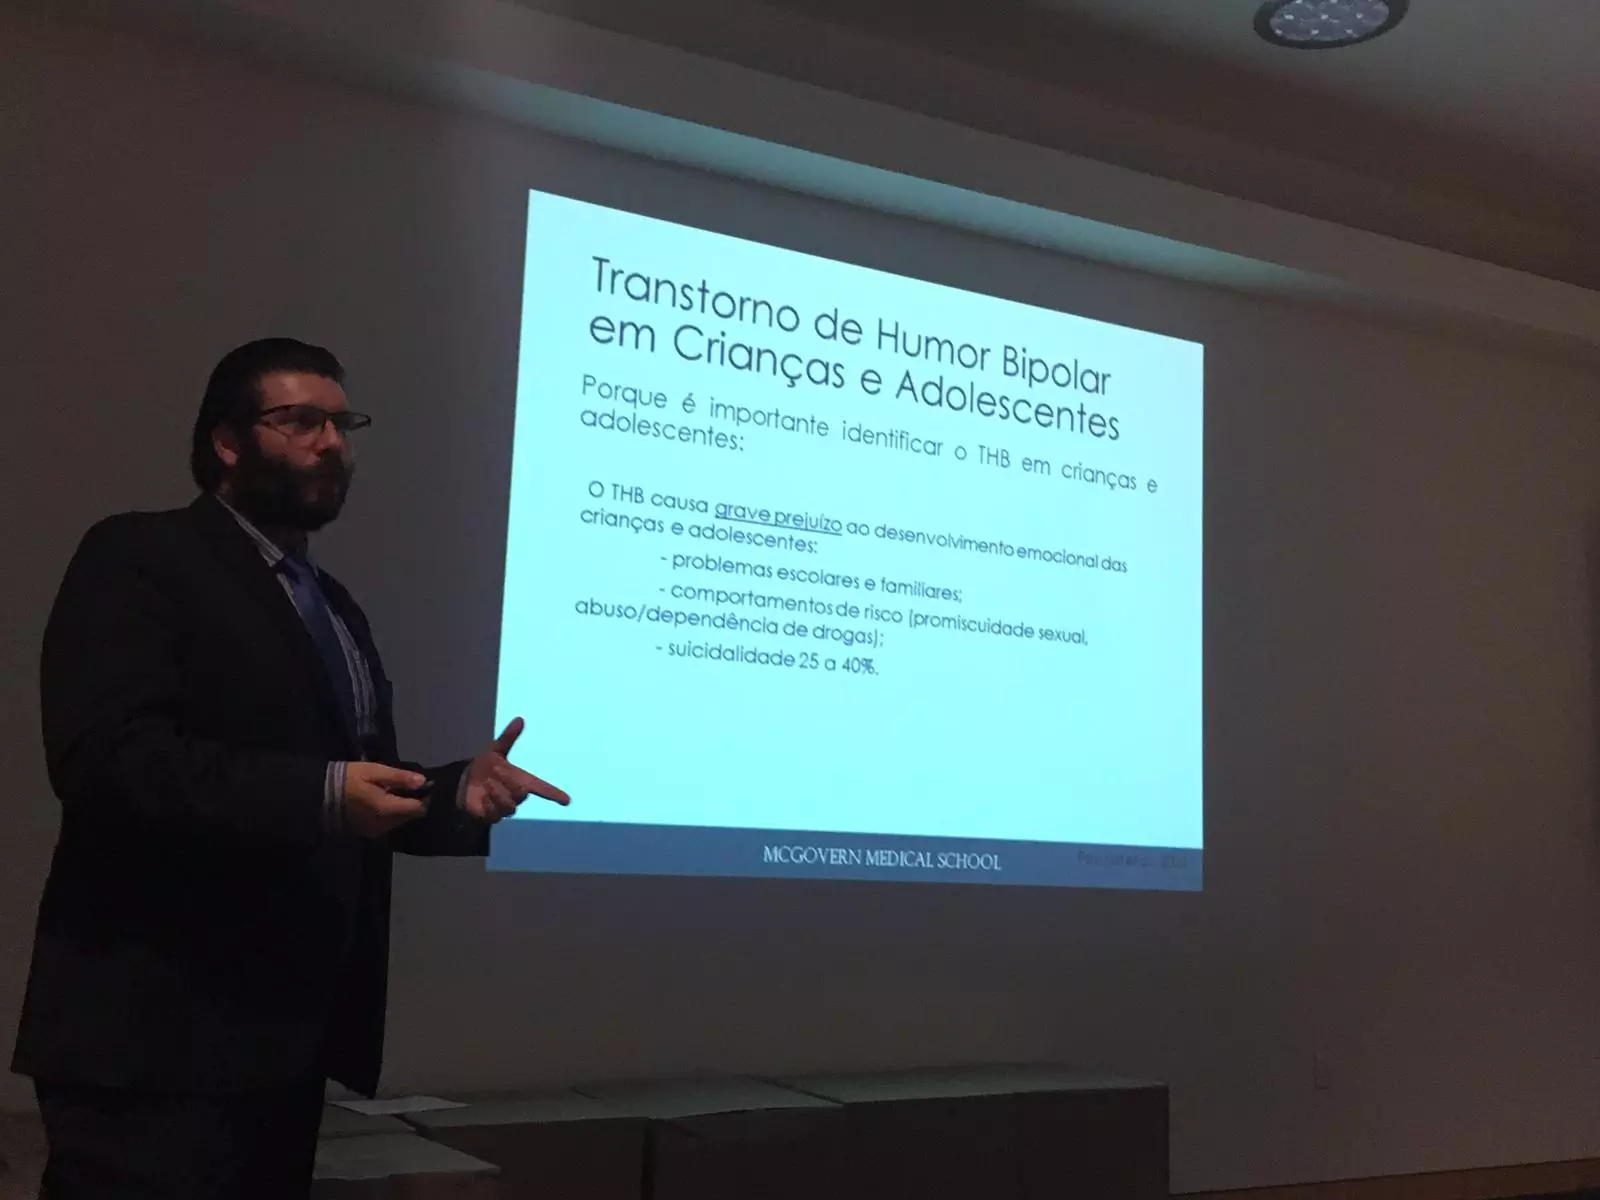 Transtorno de Humor Bipolar
em Crianças e Adolescentes
Porque é importante identificar o THB em crianças e
adolescentes:
O THB causa grave prejuízo ao desenvolvimento emocional das
crianças e adolescentes:
- problemas escolares e familiares;
- comportamentos de risco (promiscuidade sexual,
abuso/dependência de drogas);
- suicidalidade 25 a 40%.
MCGOVERN MEDICAL SCHOOL